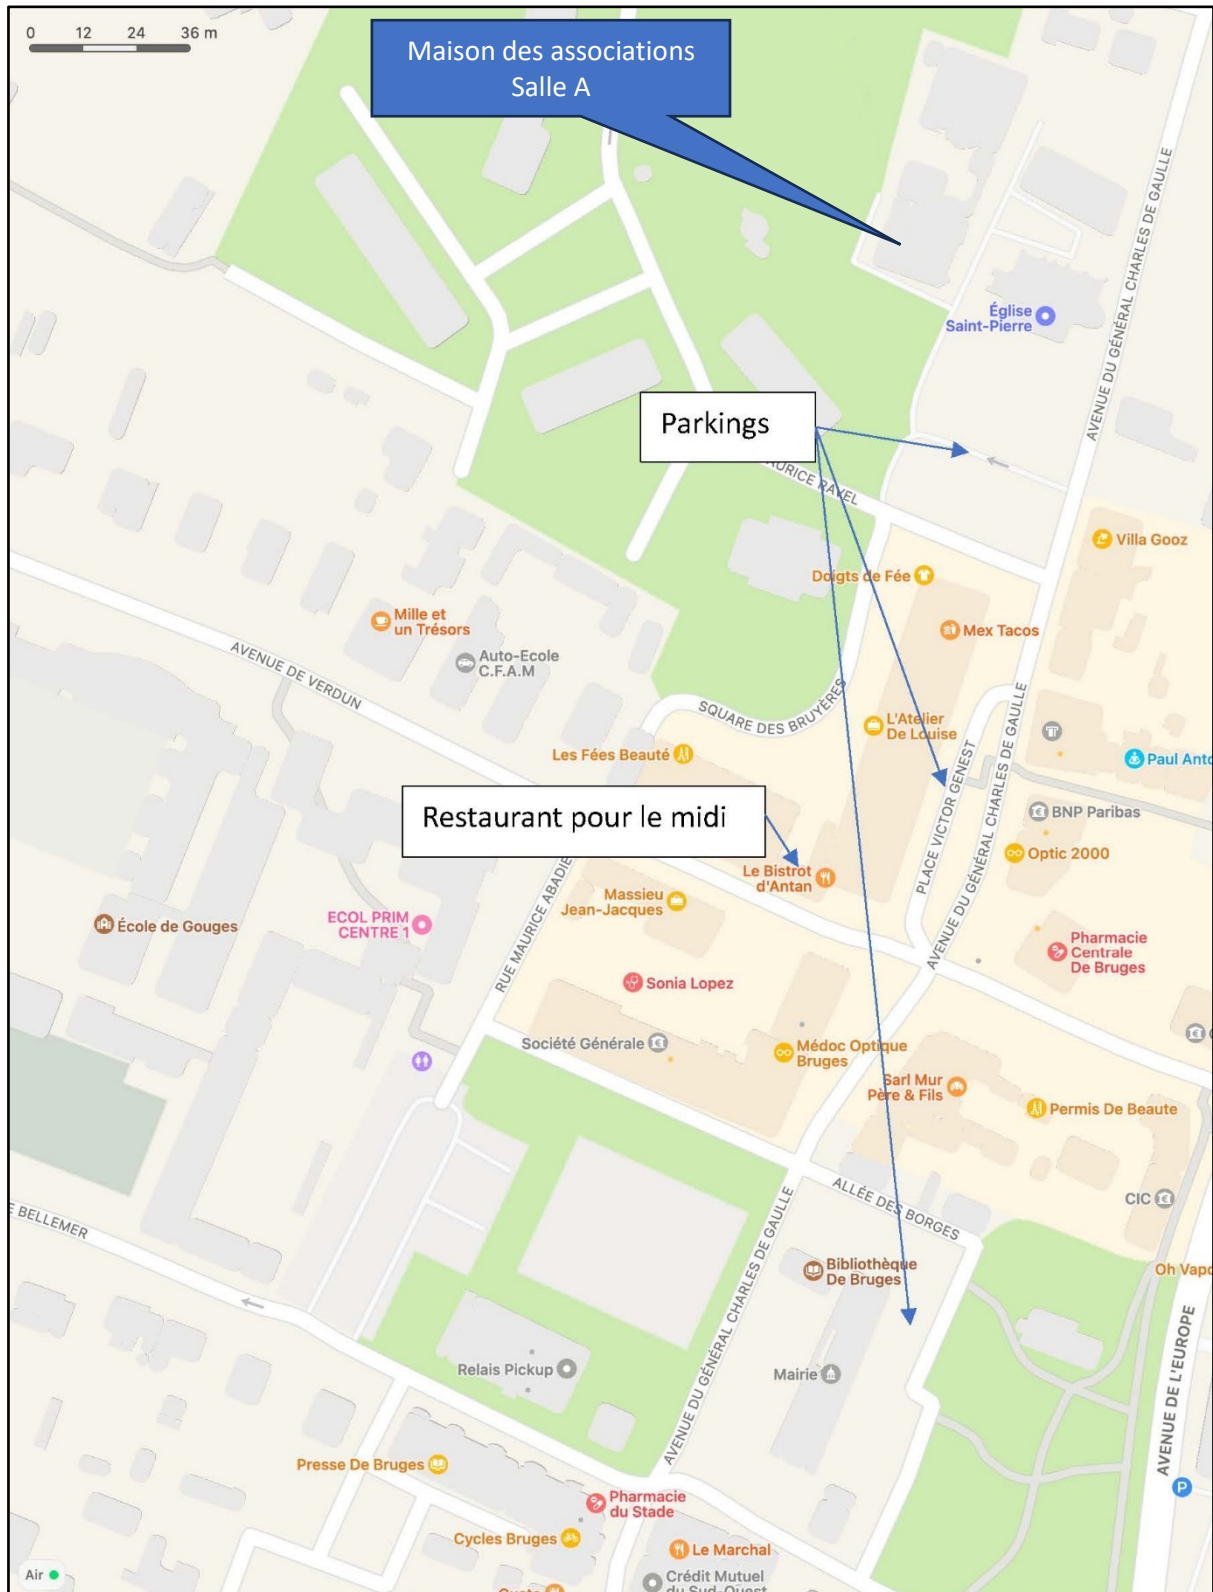 0 12 24 36 m
Maison des associations
Salle A
AVENUE DU GÉNÉRAL CHARLES DE GAULLE
Église
Saint-Pierre
Parkings
MAURICE RAVEL
Villa Gooz
Doigts de Fée
Mille et
un Trésors
Mex Tacos
Auto-Ecole
C.F.A.M
AVENUE DE VERDUN
SQUARE DES BRUYÈRES
L'Atelier
De Louise
Les Fées Beauté
AVENUE DU GÉNÉRAL CHARLES DE GAULLE
Paul Anto
PLACE VICTOR GENEST
Restaurant pour le midi
BNP Paribas
Optic 2000
Le Bistrot
d'Antan
Massieu
Jean-Jacques
École de Gouges
ECOL PRIM
CENTRE 1
RUE MAURICE ABADIE
Pharmacie
Centrale
De Bruges
Sonia Lopez
Société Générale
Médoc Optique
Bruges
Sarl Mur
Père & Fils
Permis De Beaute
ALLÉE DES BORGES
CIC
E BELLEMER
Bibliothèque
De Bruges
Oh Vapo
AVENUE DU GÉNÉRAL CHARLES DE GAULLE
AVENUE DE L'EUROPE
Relais Pickup
Mairie
Presse De Bruges
P
Pharmacie
du Stade
Cycles Bruges
Le Marchal
Air
Crédit Mutuel
du Sud-Ouest